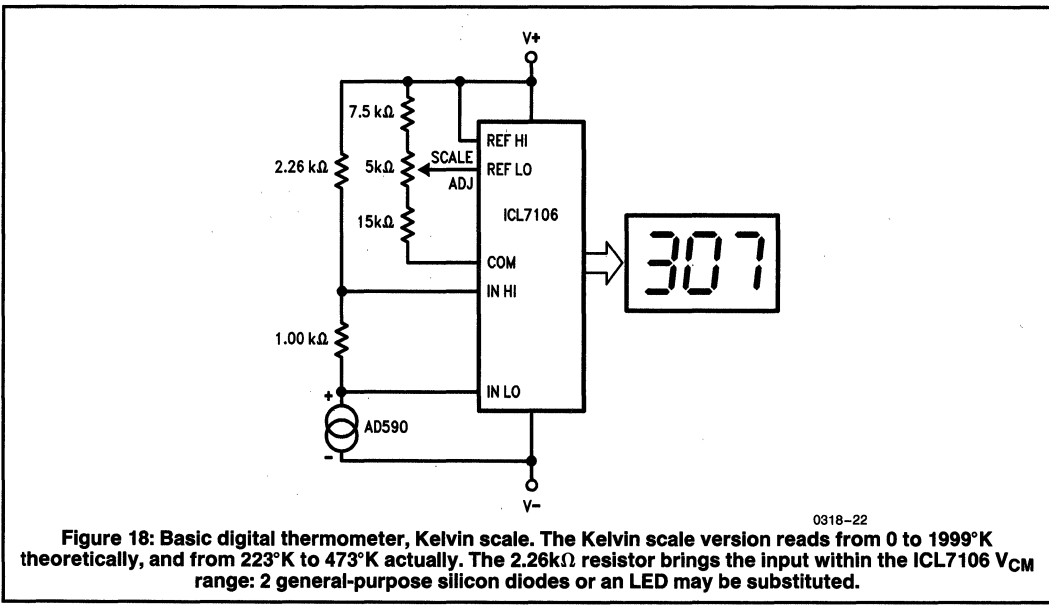 V+
7.5 kΩ
REF HI
2.26 kΩ
5kΩ
SCALE
REF LO
ADJ
15kΩ
ICL7106
307
COM
IN HI
1.00 kΩ
IN LO
+
AD590
-
V-
0318-22
Figure 18: Basic digital thermometer, Kelvin scale. The Kelvin scale version reads from 0 to 1999°K
theoretically, and from 223°K to 473°K actually. The 2.26kΩ resistor brings the input within the ICL7106 VCM
range: 2 general-purpose silicon diodes or an LED may be substituted.